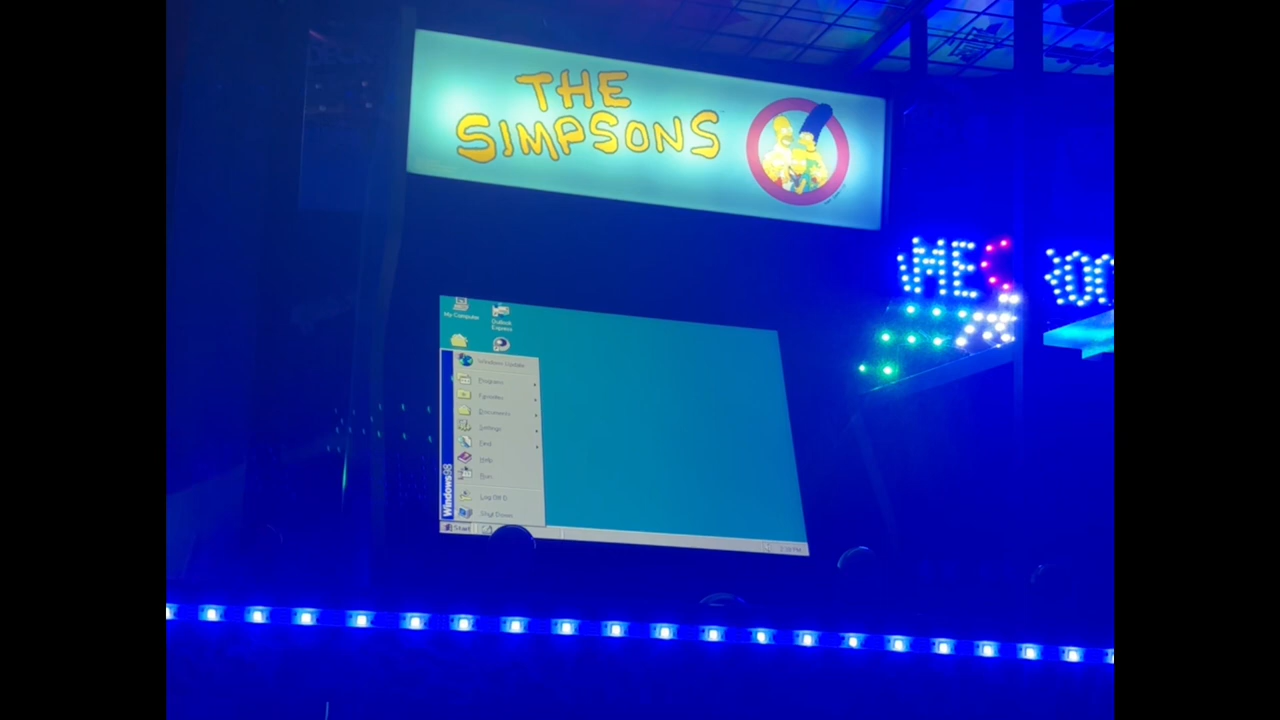 THE
SIMPSONS
MES
My Computer
Outlook
Express
Windows Update
Programs
Favorites
Documents
Settings
Find
Help
Run
Log Off
Shut Down
Windows98
Start